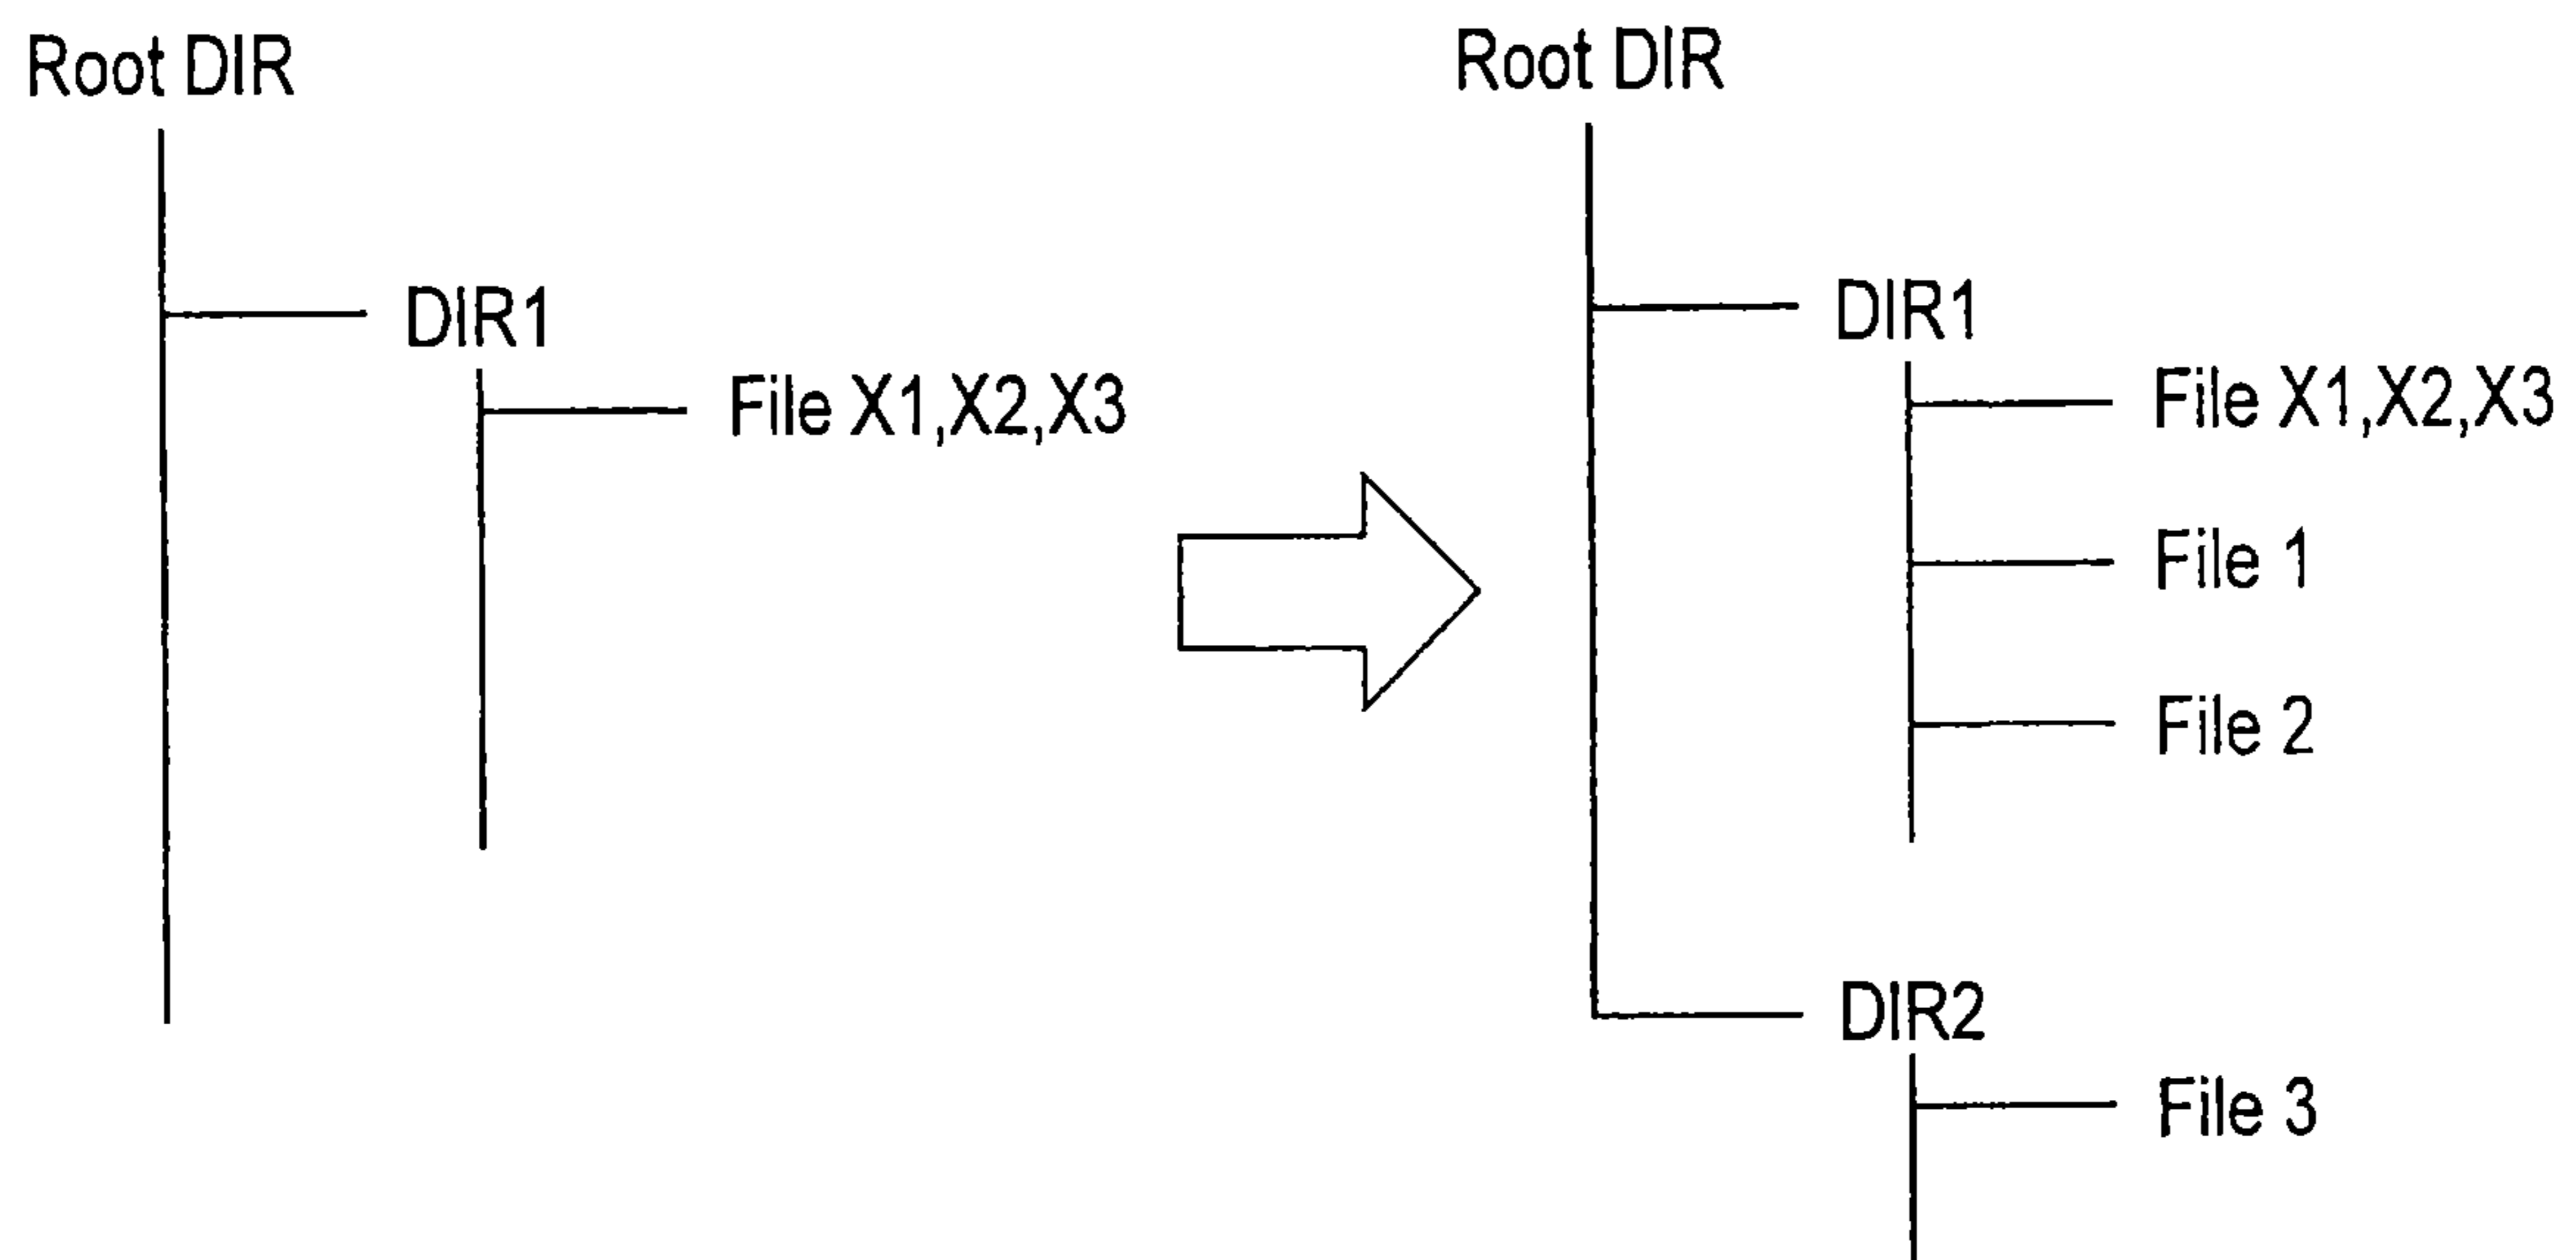 Root DIR
DIR1
File X1,X2,X3
Root DIR
DIR1
File X1,X2,X3
File 1
File 2
DIR2
File 3